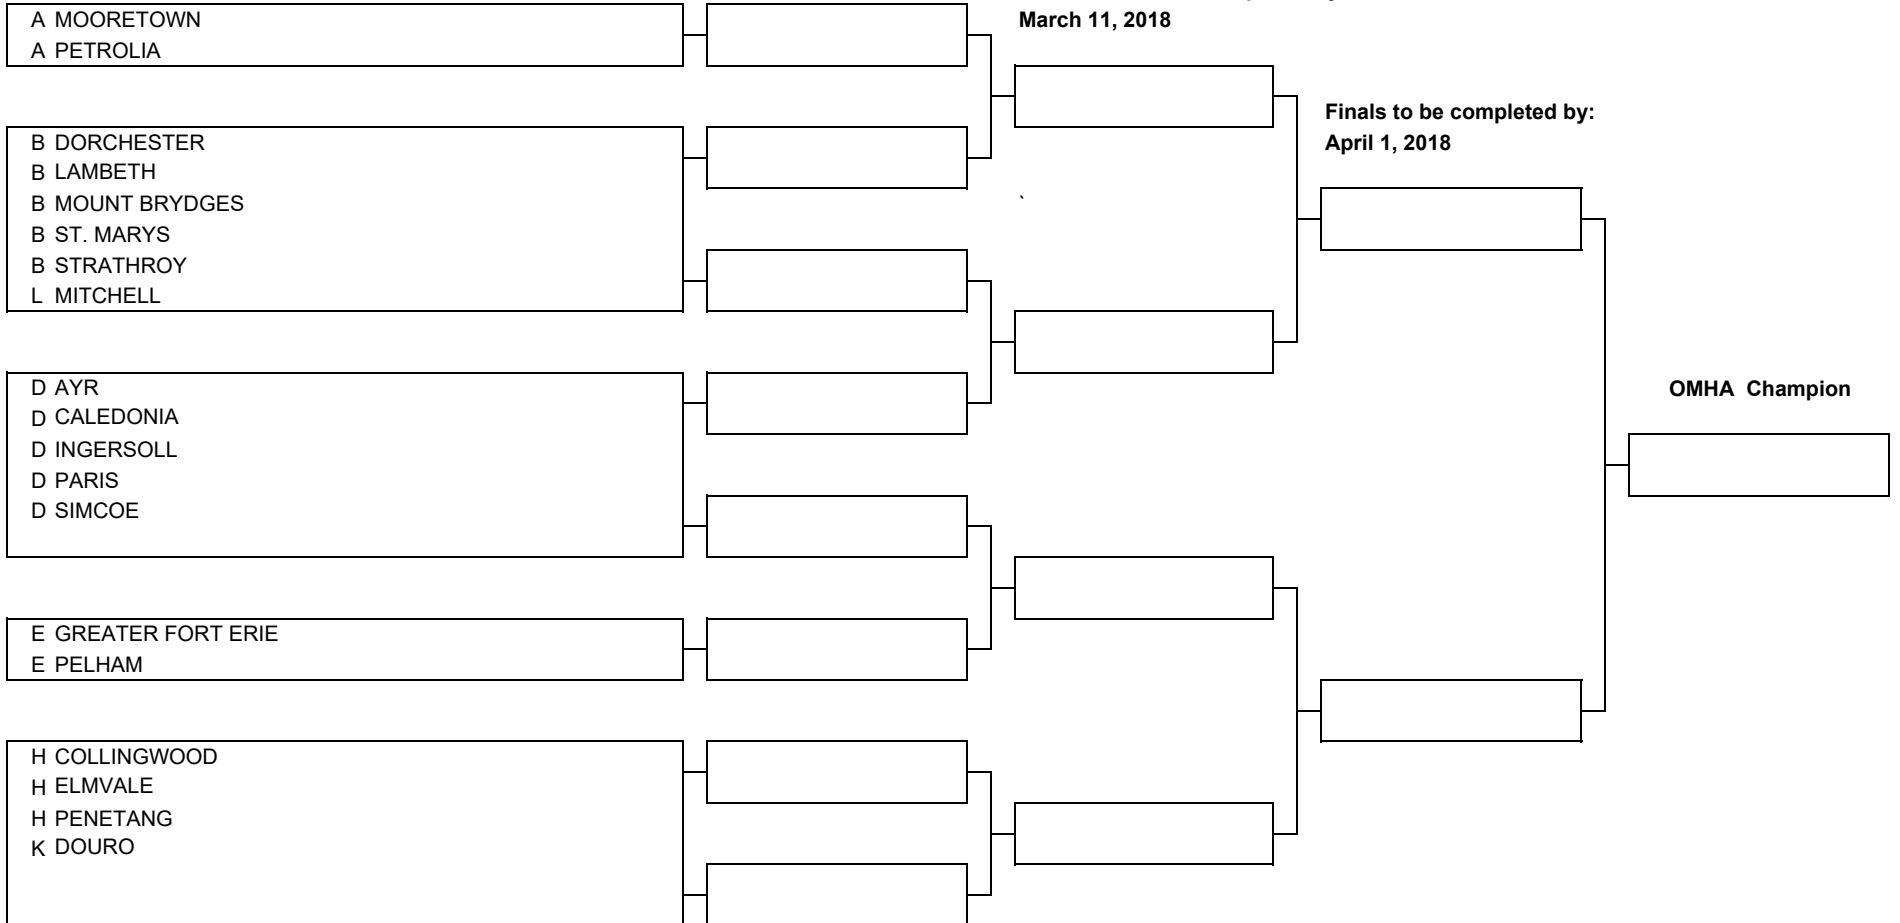 March 11, 2018
A MOORETOWN
A PETROLIA
Finals to be completed by:
April 1, 2018
B DORCHESTER
B LAMBETH
B MOUNT BRYDGES
`
B ST. MARYS
B STRATHROY
L MITCHELL
D AYR
D CALEDONIA
D INGERSOLL
D PARIS
D SIMCOE
OMHA Champion
E GREATER FORT ERIE
E PELHAM
H COLLINGWOOD
H ELMVALE
H PENETANG
K DOURO